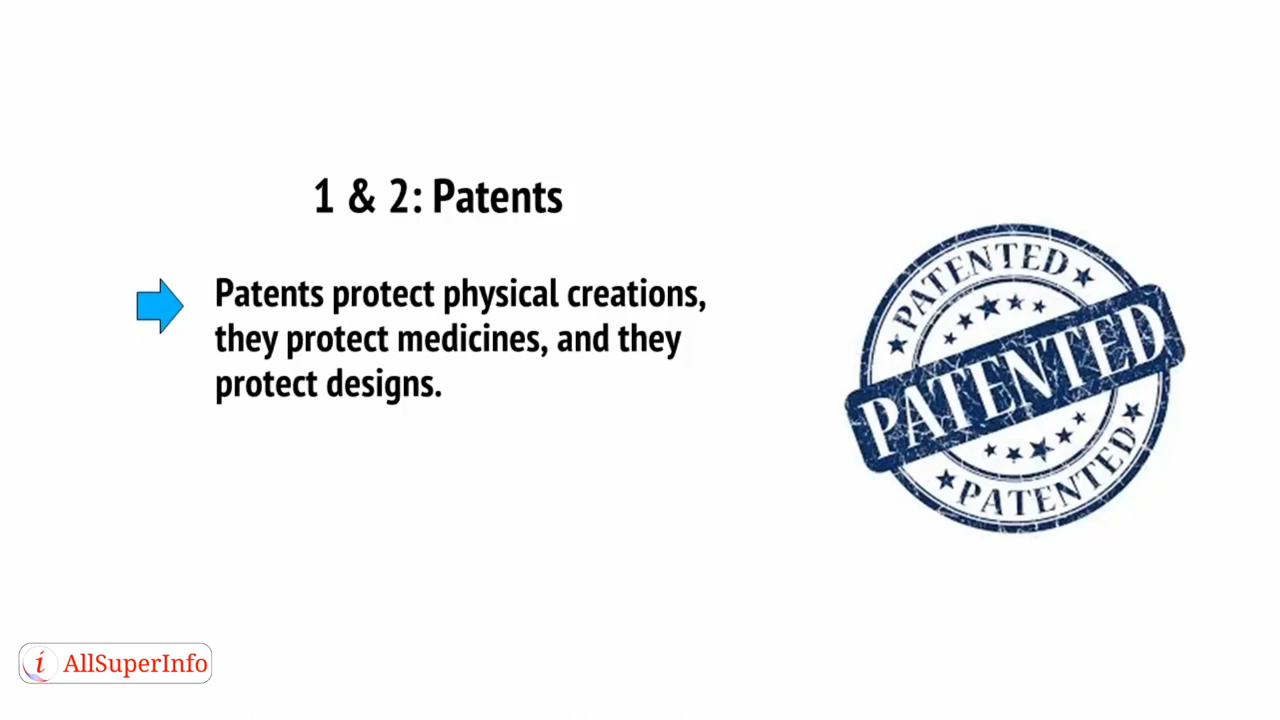 1 & 2: Patents
Patents protect physical creations,
they protect medicines, and they
protect designs.
PATENTED
PATENTED
PATENTED
i AllSuperInfo